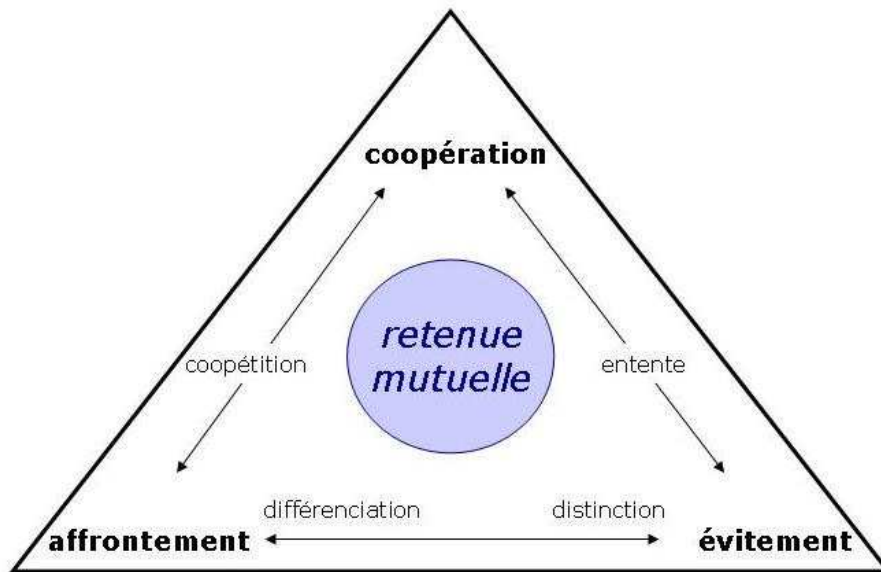 coopération
retenue
mutuelle
coopétition
entente
différenciation
distinction
affrontement
évitement